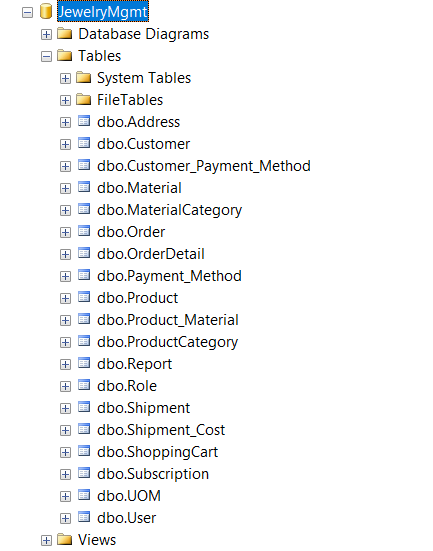 JewelryMgmt
Database Diagrams
Tables
System Tables
FileTables
dbo.Address
dbo.Customer
dbo.Customer_Payment_Method
dbo.Material
dbo.MaterialCategory
dbo.Order
dbo.OrderDetail
dbo.Payment_Method
dbo.Product
dbo.Product_Material
dbo.ProductCategory
dbo.Report
dbo.Role
dbo.Shipment
dbo.Shipment_Cost
dbo.ShoppingCart
dbo.Subscription
dbo.UOM
dbo.User
Views